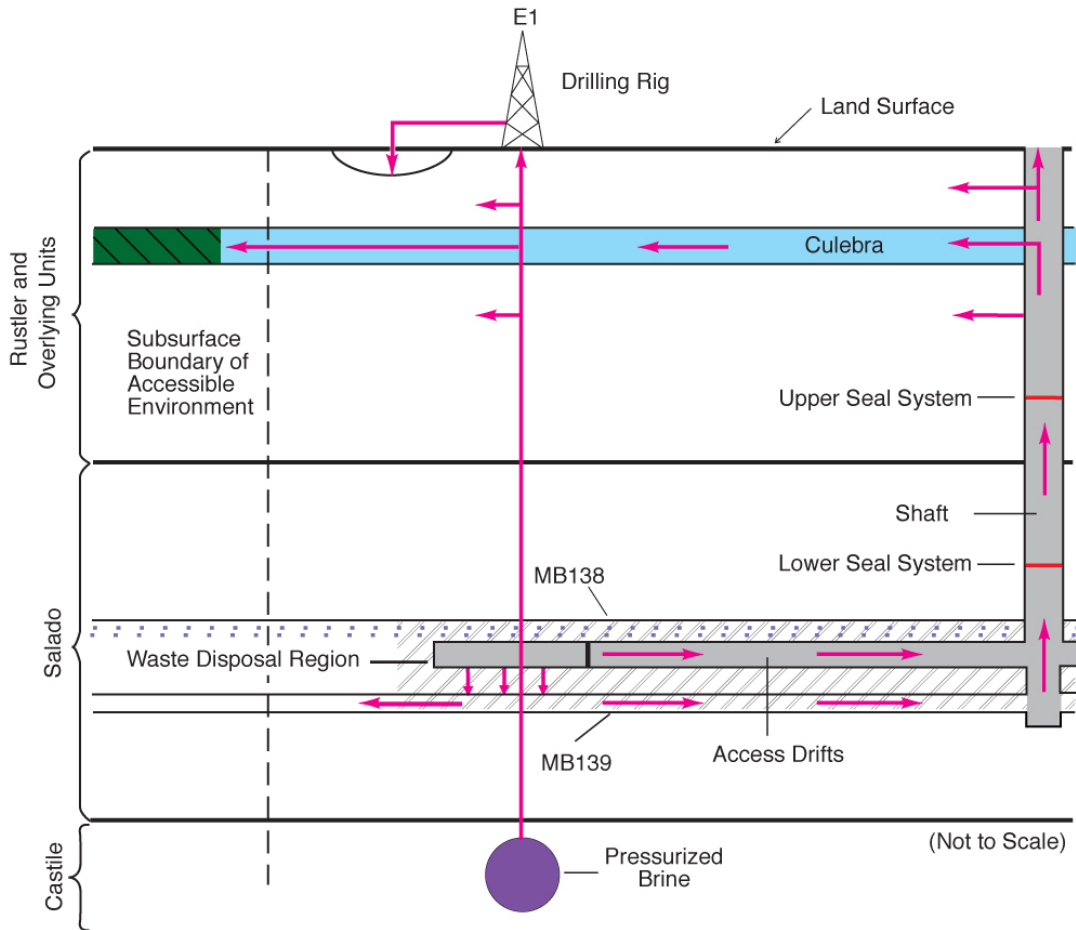 E1
Drilling Rig
Land Surface
Rustler and
Overlying Units
Culebra
Subsurface
Boundary of
Accessible
Environment
Upper Seal System
Shaft
Lower Seal System
MB138
Salado
Waste Disposal Region
Access Drifts
MB139
(Not to Scale)
Castile
Pressurized
Brine